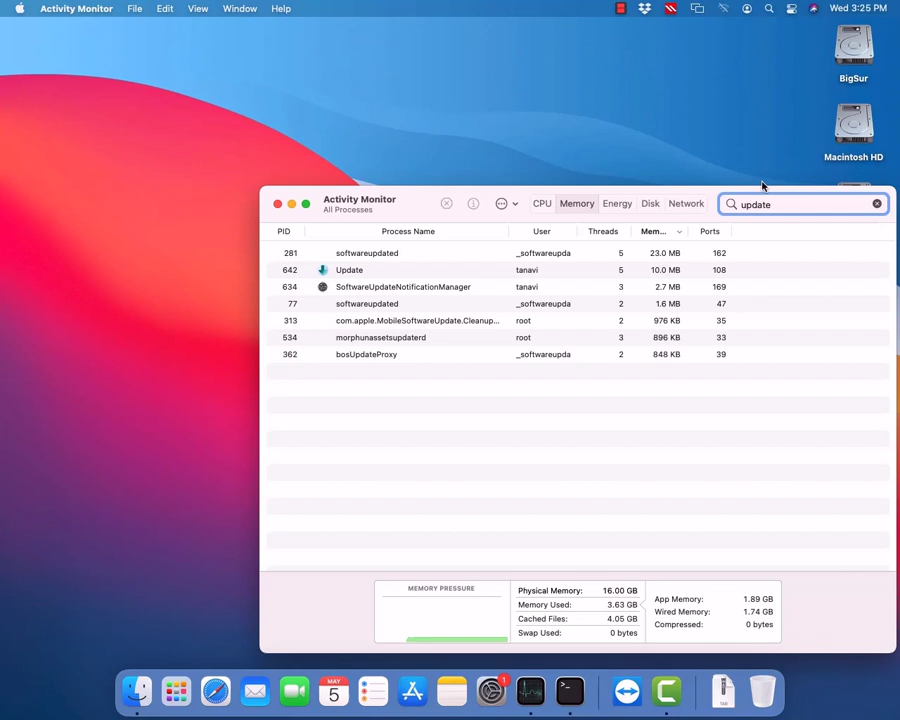 Activity Monitor File Edit View Window Help Wed 3:25 PM
BigSur
Macintosh HD
Activity Monitor
All Processes
CPU Memory Energy Disk Network update
PID Process Name User Threads Mem... Ports
281 softwareupdated _softwareupda 5 23.0 MB 162
642 Update tanavi 5 10.0 MB 108
634 SoftwareUpdateNotificationManager tanavi 3 2.7 MB 169
77 softwareupdated _softwareupda 2 1.6 MB 47
313 com.apple.MobileSoftwareUpdate.Cleanup... root 2 976 KB 35
534 morphunassetsupdaterd root 3 896 KB 33
362 bosUpdateProxy _softwareupda 2 848 KB 39
MEMORY PRESSURE
Physical Memory: 16.00 GB
Memory Used: 3.63 GB
Cached Files: 4.05 GB
Swap Used: 0 bytes
App Memory: 1.89 GB
Wired Memory: 1.74 GB
Compressed: 0 bytes
MAY
5
1
>_
C
TAR